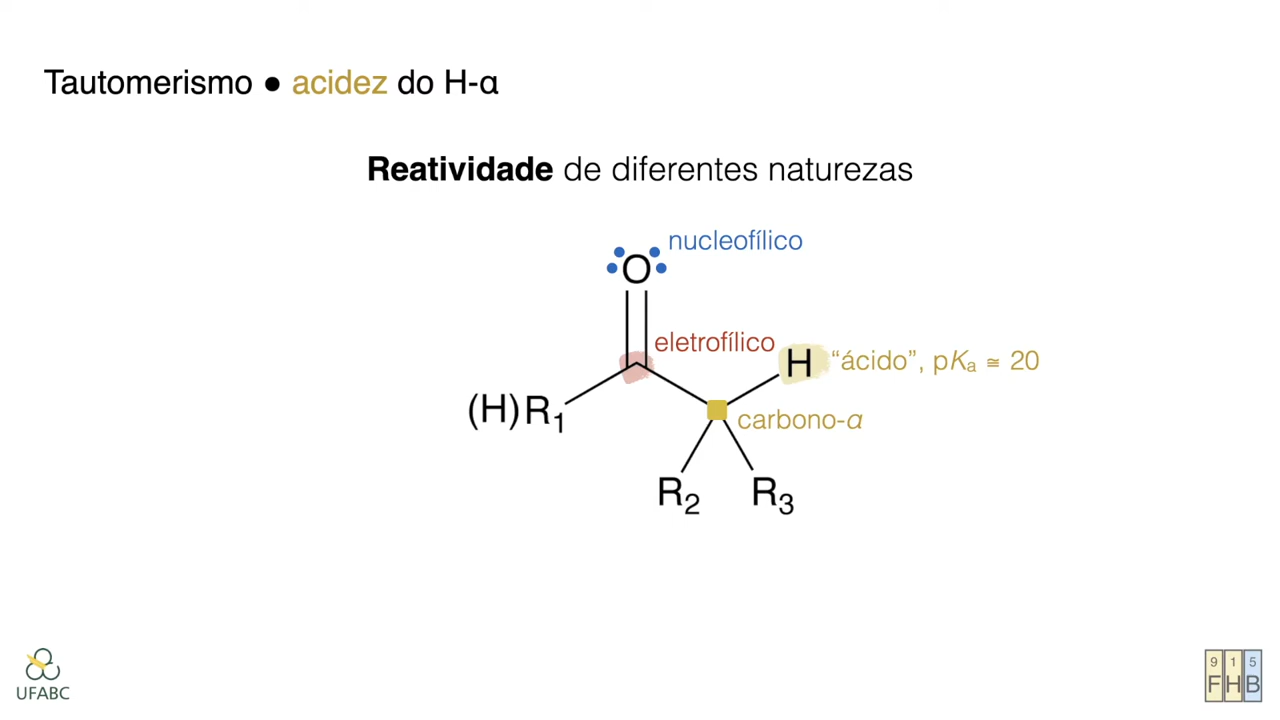 Tautomerismo ● acidez do H-α
Reatividade de diferentes naturezas
nucleofílico
O
eletrofílico
H "ácido", pKₐ ≅ 20
(H)R₁
carbono-α
R₂ R₃
UFABC
9 1 5
F H B